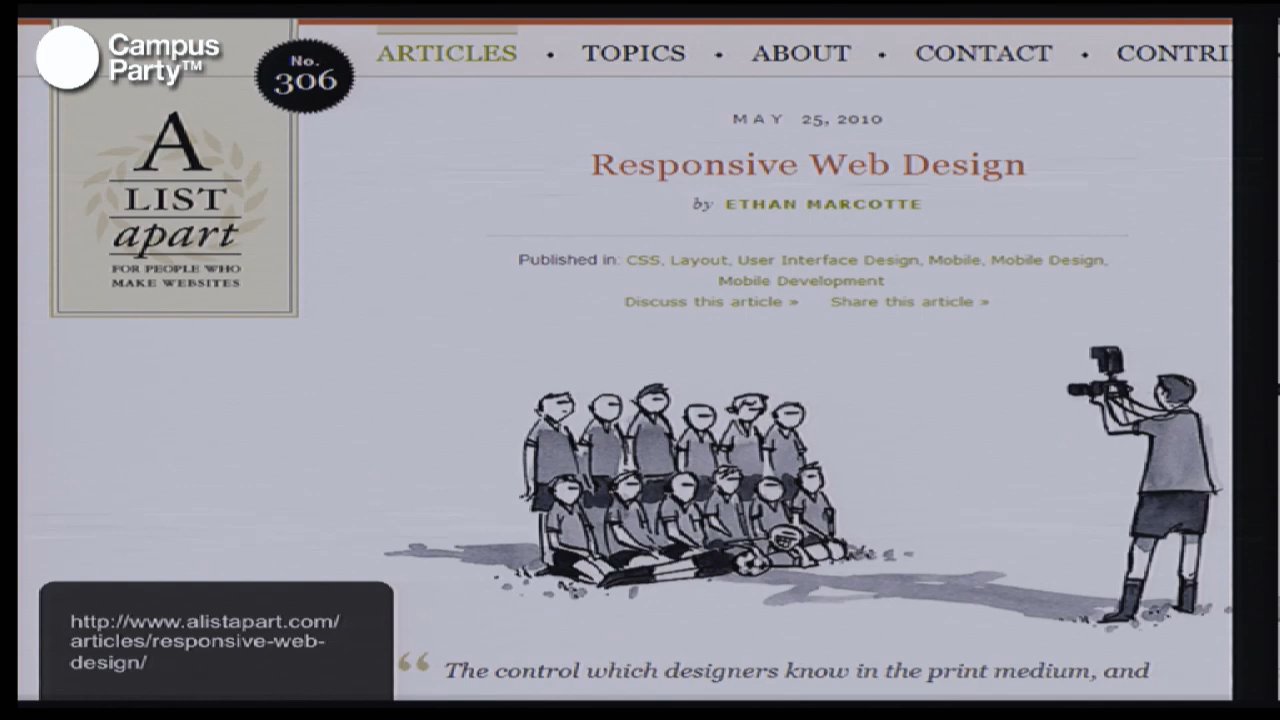 Campus
Party™
No.
306
ARTICLES • TOPICS • ABOUT • CONTACT •
MAY 25, 2010
Responsive Web Design
by ETHAN MARCOTTE
A
LIST
apart
FOR PEOPLE WHO
MAKE WEBSITES
Published in: CSS, Layout, User Interface Design, Mobile, Mobile Design,
Mobile Development
Discuss this article » Share this article »
http://www.alistapart.com/
articles/responsive-web-
design/
“ The control which designers know in the print medium, and